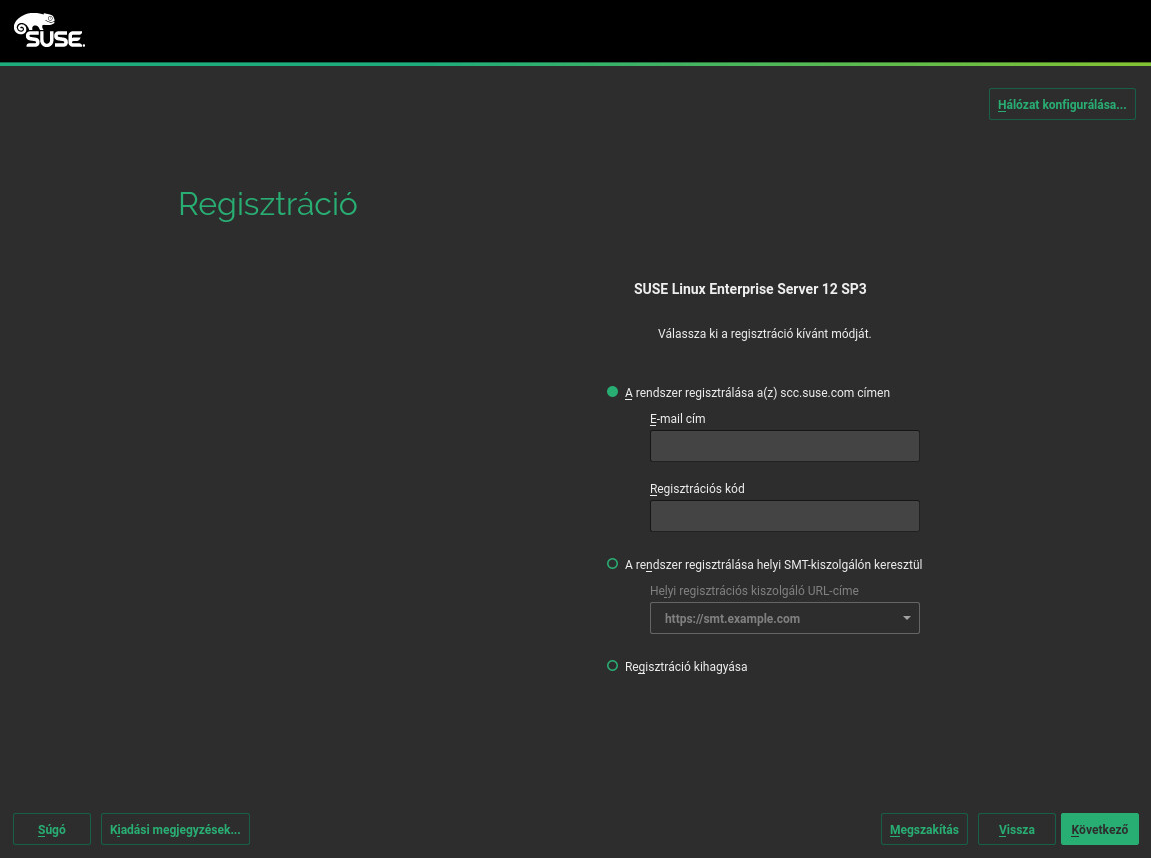 SUSE
Hálózat konfigurálása...
Regisztráció
SUSE Linux Enterprise Server 12 SP3
Válassza ki a regisztráció kívánt módját.
A rendszer regisztrálása a(z) scc.suse.com címen
E-mail cím
Regisztrációs kód
A rendszer regisztrálása helyi SMT-kiszolgálón keresztül
Helyi regisztrációs kiszolgáló URL-címe
https://smt.example.com
Regisztráció kihagyása
Súgó
Kiadási megjegyzések...
Megszakítás
Vissza
Következő